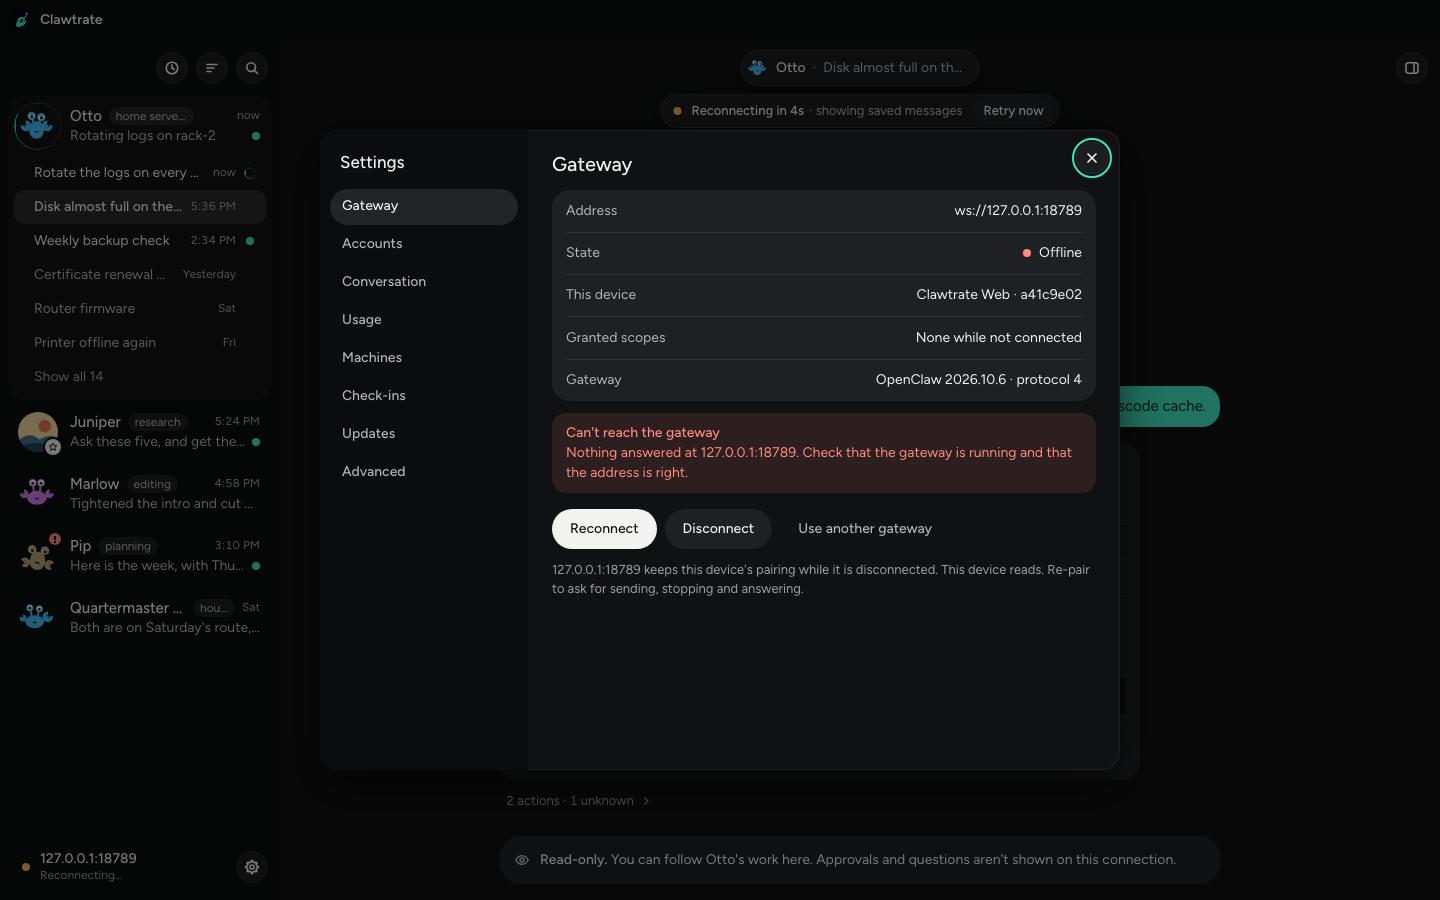 Clawtrate
Otto · Disk almost full on th...
Reconnecting in 4s · showing saved messages Retry now
Otto home serve... now
Rotating logs on rack-2
Rotate the logs on every ... now
Disk almost full on the... 5:36 PM
Weekly backup check 2:34 PM
Certificate renewal ... Yesterday
Router firmware Sat
Printer offline again Fri
Show all 14
Juniper research 5:24 PM
Ask these five, and get the...
Marlow editing 4:58 PM
Tightened the intro and cut ...
Pip planning 3:10 PM
Here is the week, with Thu...
Quartermaster ... hou... Sat
Both are on Saturday's route,...
127.0.0.1:18789
Reconnecting...
Settings
Gateway
Accounts
Conversation
Usage
Machines
Check-ins
Updates
Advanced
Gateway
Address ws://127.0.0.1:18789
State Offline
This device Clawtrate Web · a41c9e02
Granted scopes None while not connected
Gateway OpenClaw 2026.10.6 · protocol 4
Can't reach the gateway
Nothing answered at 127.0.0.1:18789. Check that the gateway is running and that
the address is right.
Reconnect Disconnect Use another gateway
127.0.0.1:18789 keeps this device's pairing while it is disconnected. This device reads. Re-pair
to ask for sending, stopping and answering.
scode cache.
2 actions · 1 unknown
Read-only. You can follow Otto's work here. Approvals and questions aren't shown on this connection.